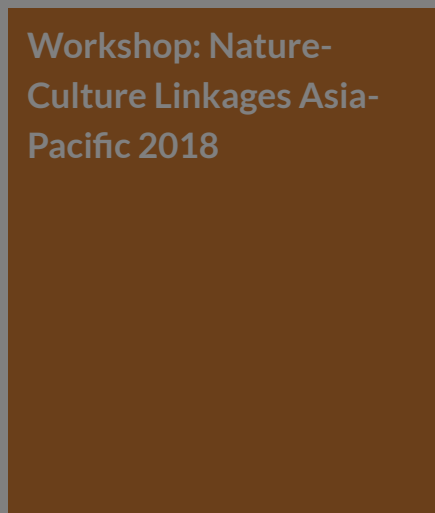 Workshop: Nature-
Culture Linkages Asia-
Pacific 2018